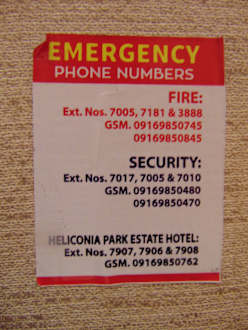 EMERGENCY
PHONE NUMBERS
FIRE:
Ext. Nos. 7005, 7181 & 3888
GSM. 09169850745
09169850845
SECURITY:
Ext. Nos. 7017, 7005 & 7010
GSM. 09169850480
09169850470
HELICONIA PARK ESTATE HOTEL:
Ext. Nos. 7907, 7906 & 7908
GSM. 09169850762